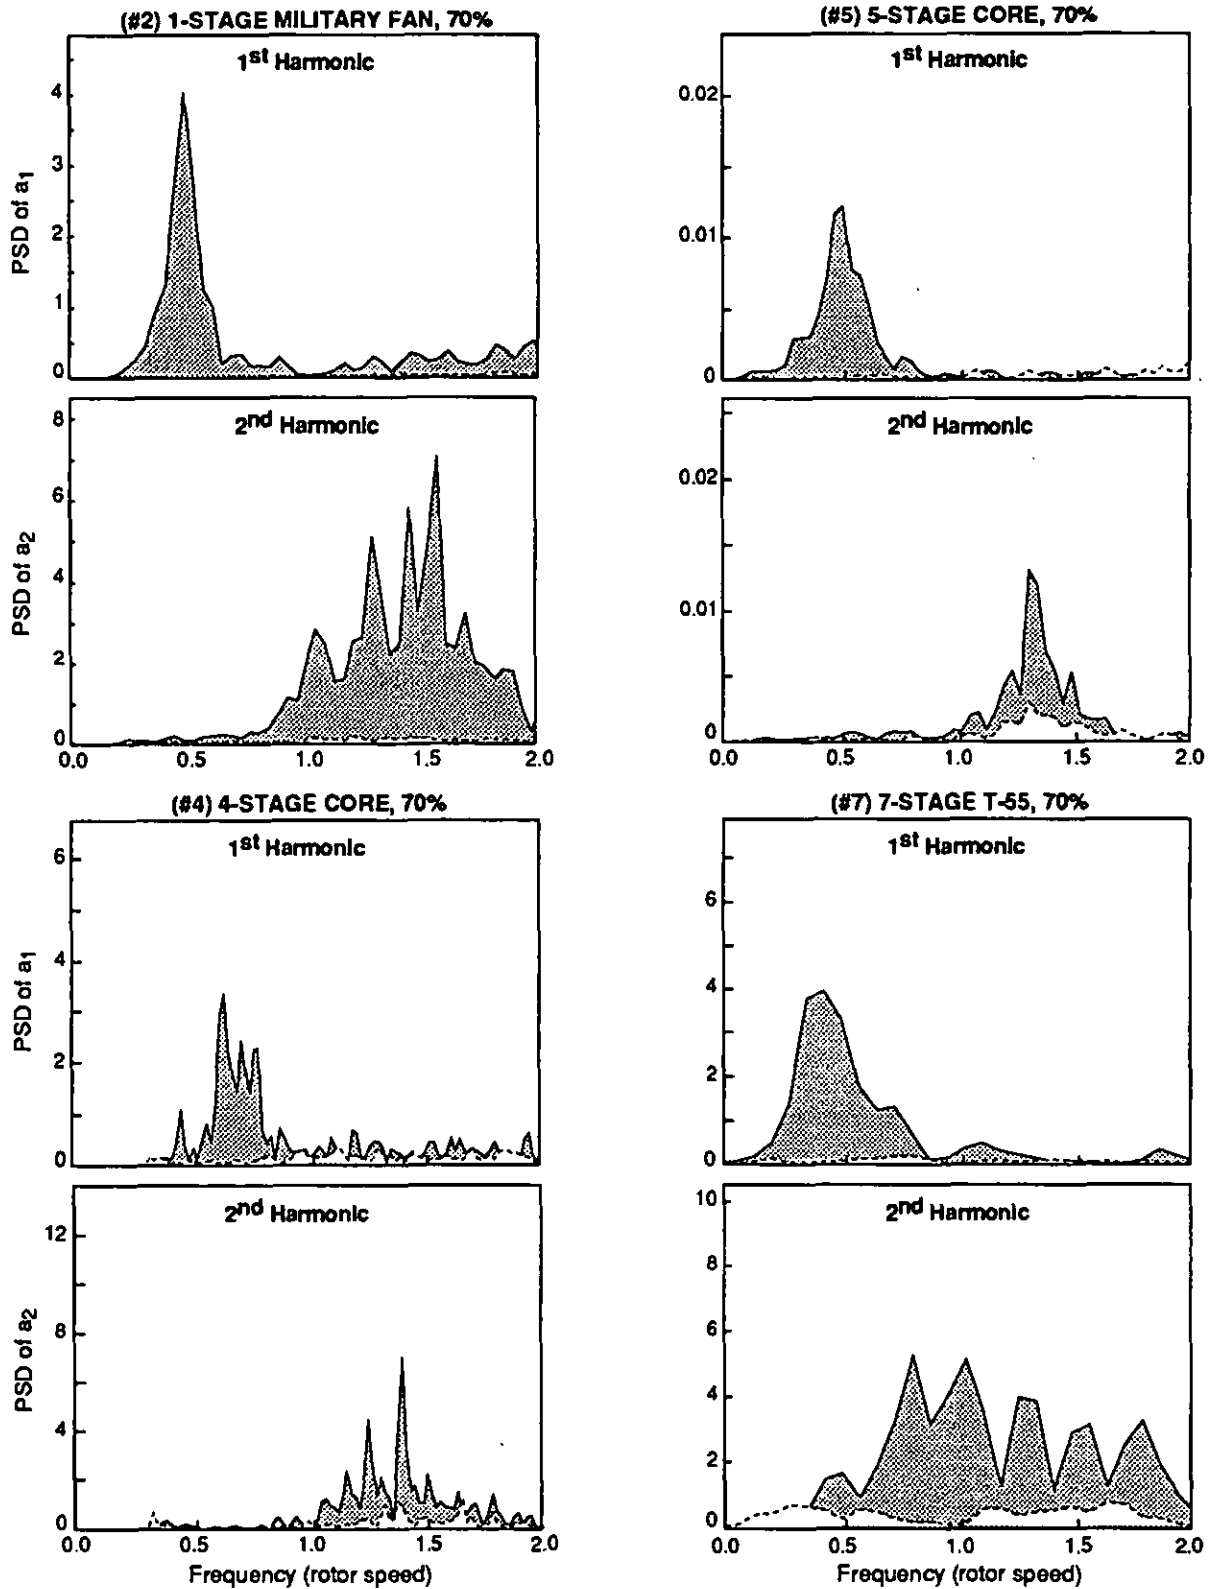 (#2) 1-STAGE MILITARY FAN, 70%
1st Harmonic
PSD of a1
4
3
2
1
0
2nd Harmonic
PSD of a2
8
6
4
2
0
0.0 0.5 1.0 1.5 2.0
(#5) 5-STAGE CORE, 70%
1st Harmonic
0.02
0.01
0
2nd Harmonic
0.02
0.01
0
0.0 0.5 1.0 1.5 2.0
(#4) 4-STAGE CORE, 70%
1st Harmonic
PSD of a1
6
4
2
0
2nd Harmonic
PSD of a2
12
8
4
0
0.0 0.5 1.0 1.5 2.0
Frequency (rotor speed)
(#7) 7-STAGE T-55, 70%
1st Harmonic
6
4
2
0
2nd Harmonic
10
8
6
4
2
0
0.0 0.5 1.0 1.5 2.0
Frequency (rotor speed)